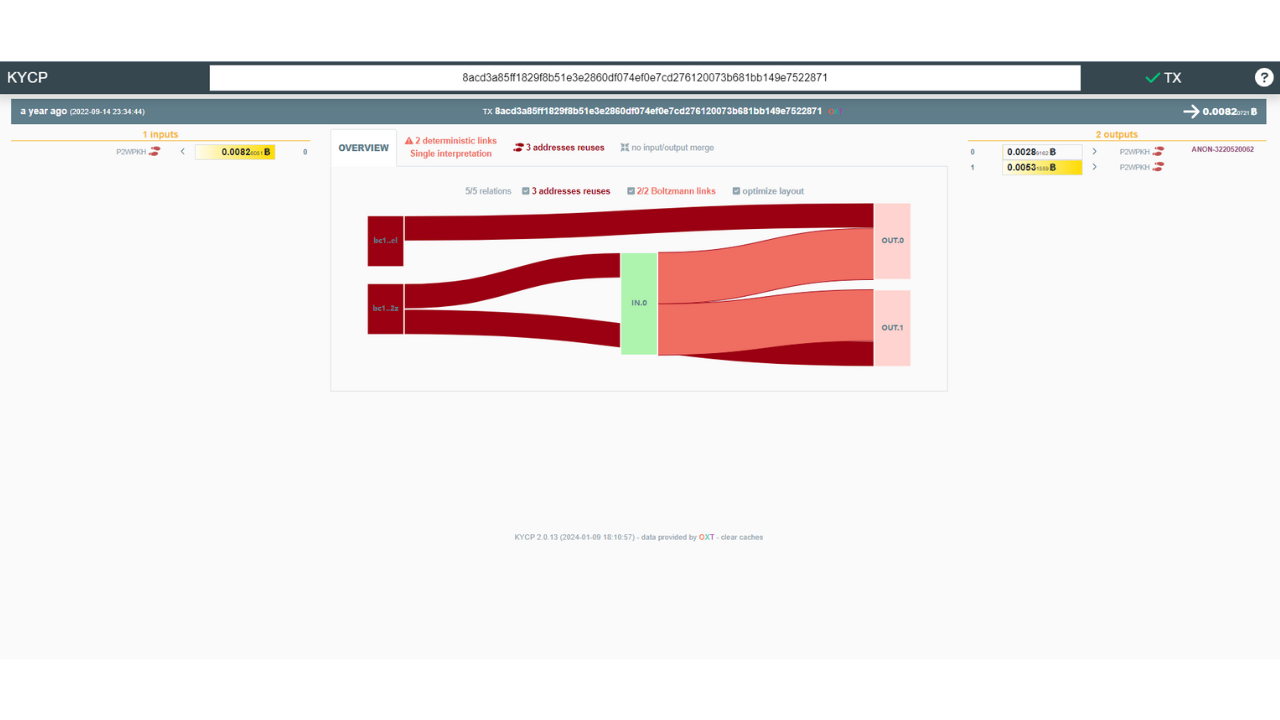 KYCP 8acd3a85ff1829f8b51e3e2860df074ef0e7cd276120073b681bb149e7522871 TX ?
a year ago (2022-09-14 23:34:44) TX 8acd3a85ff1829f8b51e3e2860df074ef0e7cd276120073b681bb149e7522871 0.0082 ฿
1 inputs
P2WPKH < 0.0082 ฿ 0
OVERVIEW
2 deterministic links
Single interpretation
3 addresses reuses
no input/output merge
5/5 relations 3 addresses reuses 2/2 Boltzmann links optimize layout
bc1..el
bc1..2z
IN.0
OUT.0
OUT.1
2 outputs
0 0.0028 ฿ > P2WPKH ANON-3220520062
1 0.0053 ฿ > P2WPKH
KYCP 2.0.13 (2024-01-09 18:10:57) - data provided by OXT - clear caches